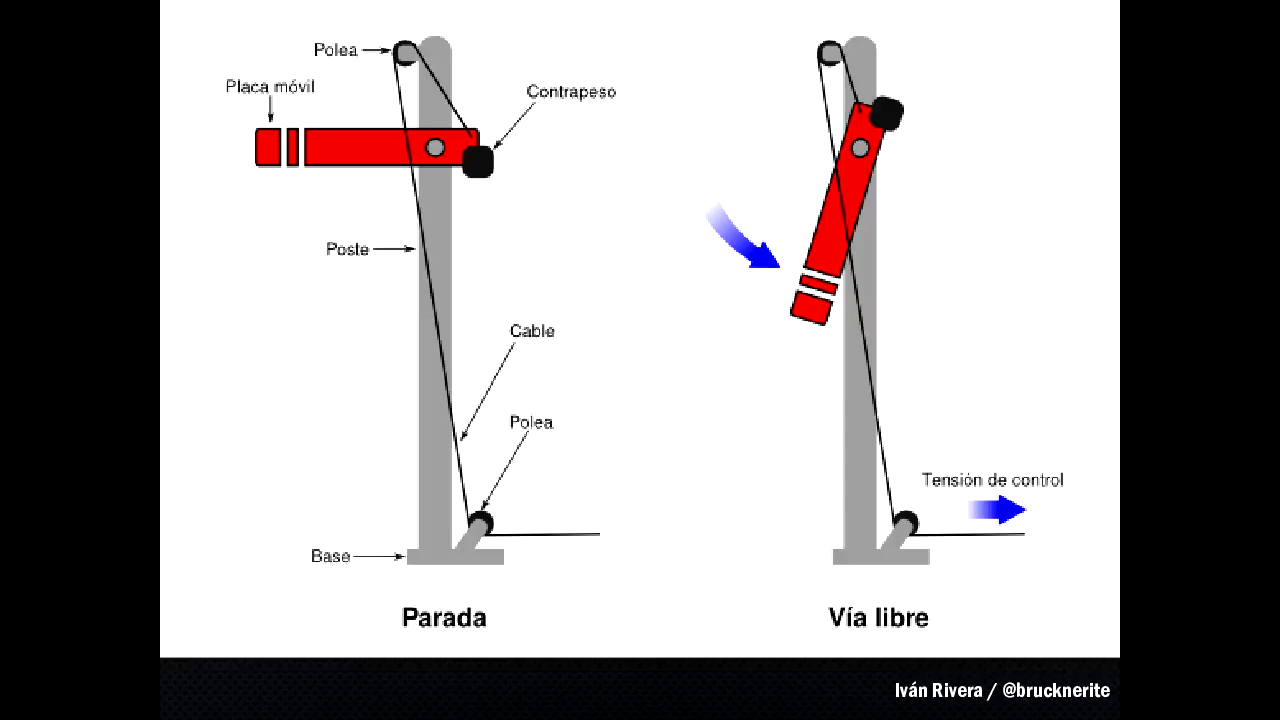 Polea
Placa móvil
Contrapeso
Poste
Cable
Polea
Tensión de control
Base
Parada
Vía libre
Iván Rivera / @brucknerite